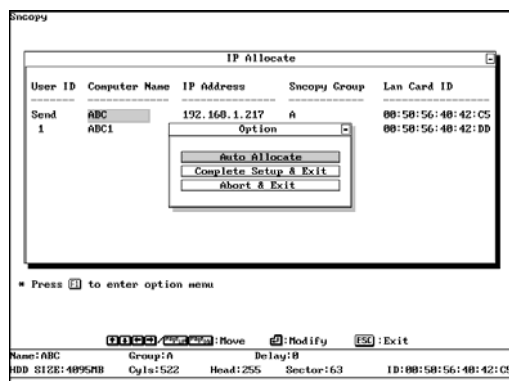 Sncopy
IP Allocate
User ID Computer Name IP Address Sncopy Group Lan Card ID
Send ABC 192.168.1.217 A 00:50:56:40:42:C5
1 ABC1 00:50:56:40:42:DD
Option
Auto Allocate
Complete Setup & Exit
Abort & Exit
* Press F1 to enter option menu
:Move :Modify ESC :Exit
Name:ABC Group:A Delay:0
HDD SIZE:4095MB Cyls:522 Head:255 Sector:63 ID:00:50:56:40:42:C5